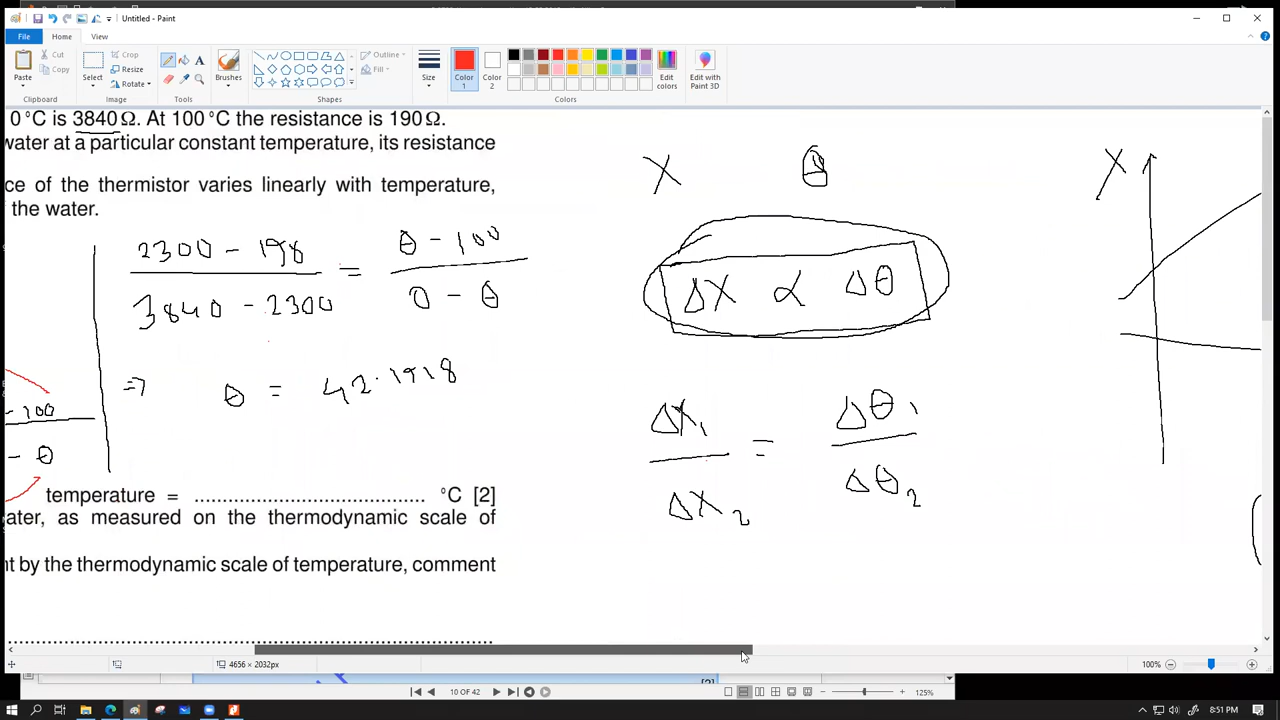 Untitled - Paint
File Home View
Paste Cut Copy Clipboard
Select Crop Resize Rotate Image
Tools
Brushes
Shapes Outline Fill
Size
Color 1 Color 2 Edit colors Colors
Edit with Paint 3D
0 °C is 3840 Ω. At 100 °C the resistance is 190 Ω.
water at a particular constant temperature, its resistance
ce of the thermistor varies linearly with temperature,
f the water.
2300 - 198 / 3840 - 2300 = θ - 100 / 0 - θ
⇒ θ = 42.1918
- 100
- θ
X θ
ΔX ∝ Δθ
ΔX₁ / ΔX₂ = Δθ₁ / Δθ₂
X
temperature = ........................................ °C [2]
ater, as measured on the thermodynamic scale of
nt by the thermodynamic scale of temperature, comment
4656 × 2032px 100%
[2]
10 OF 42 125%
8:51 PM